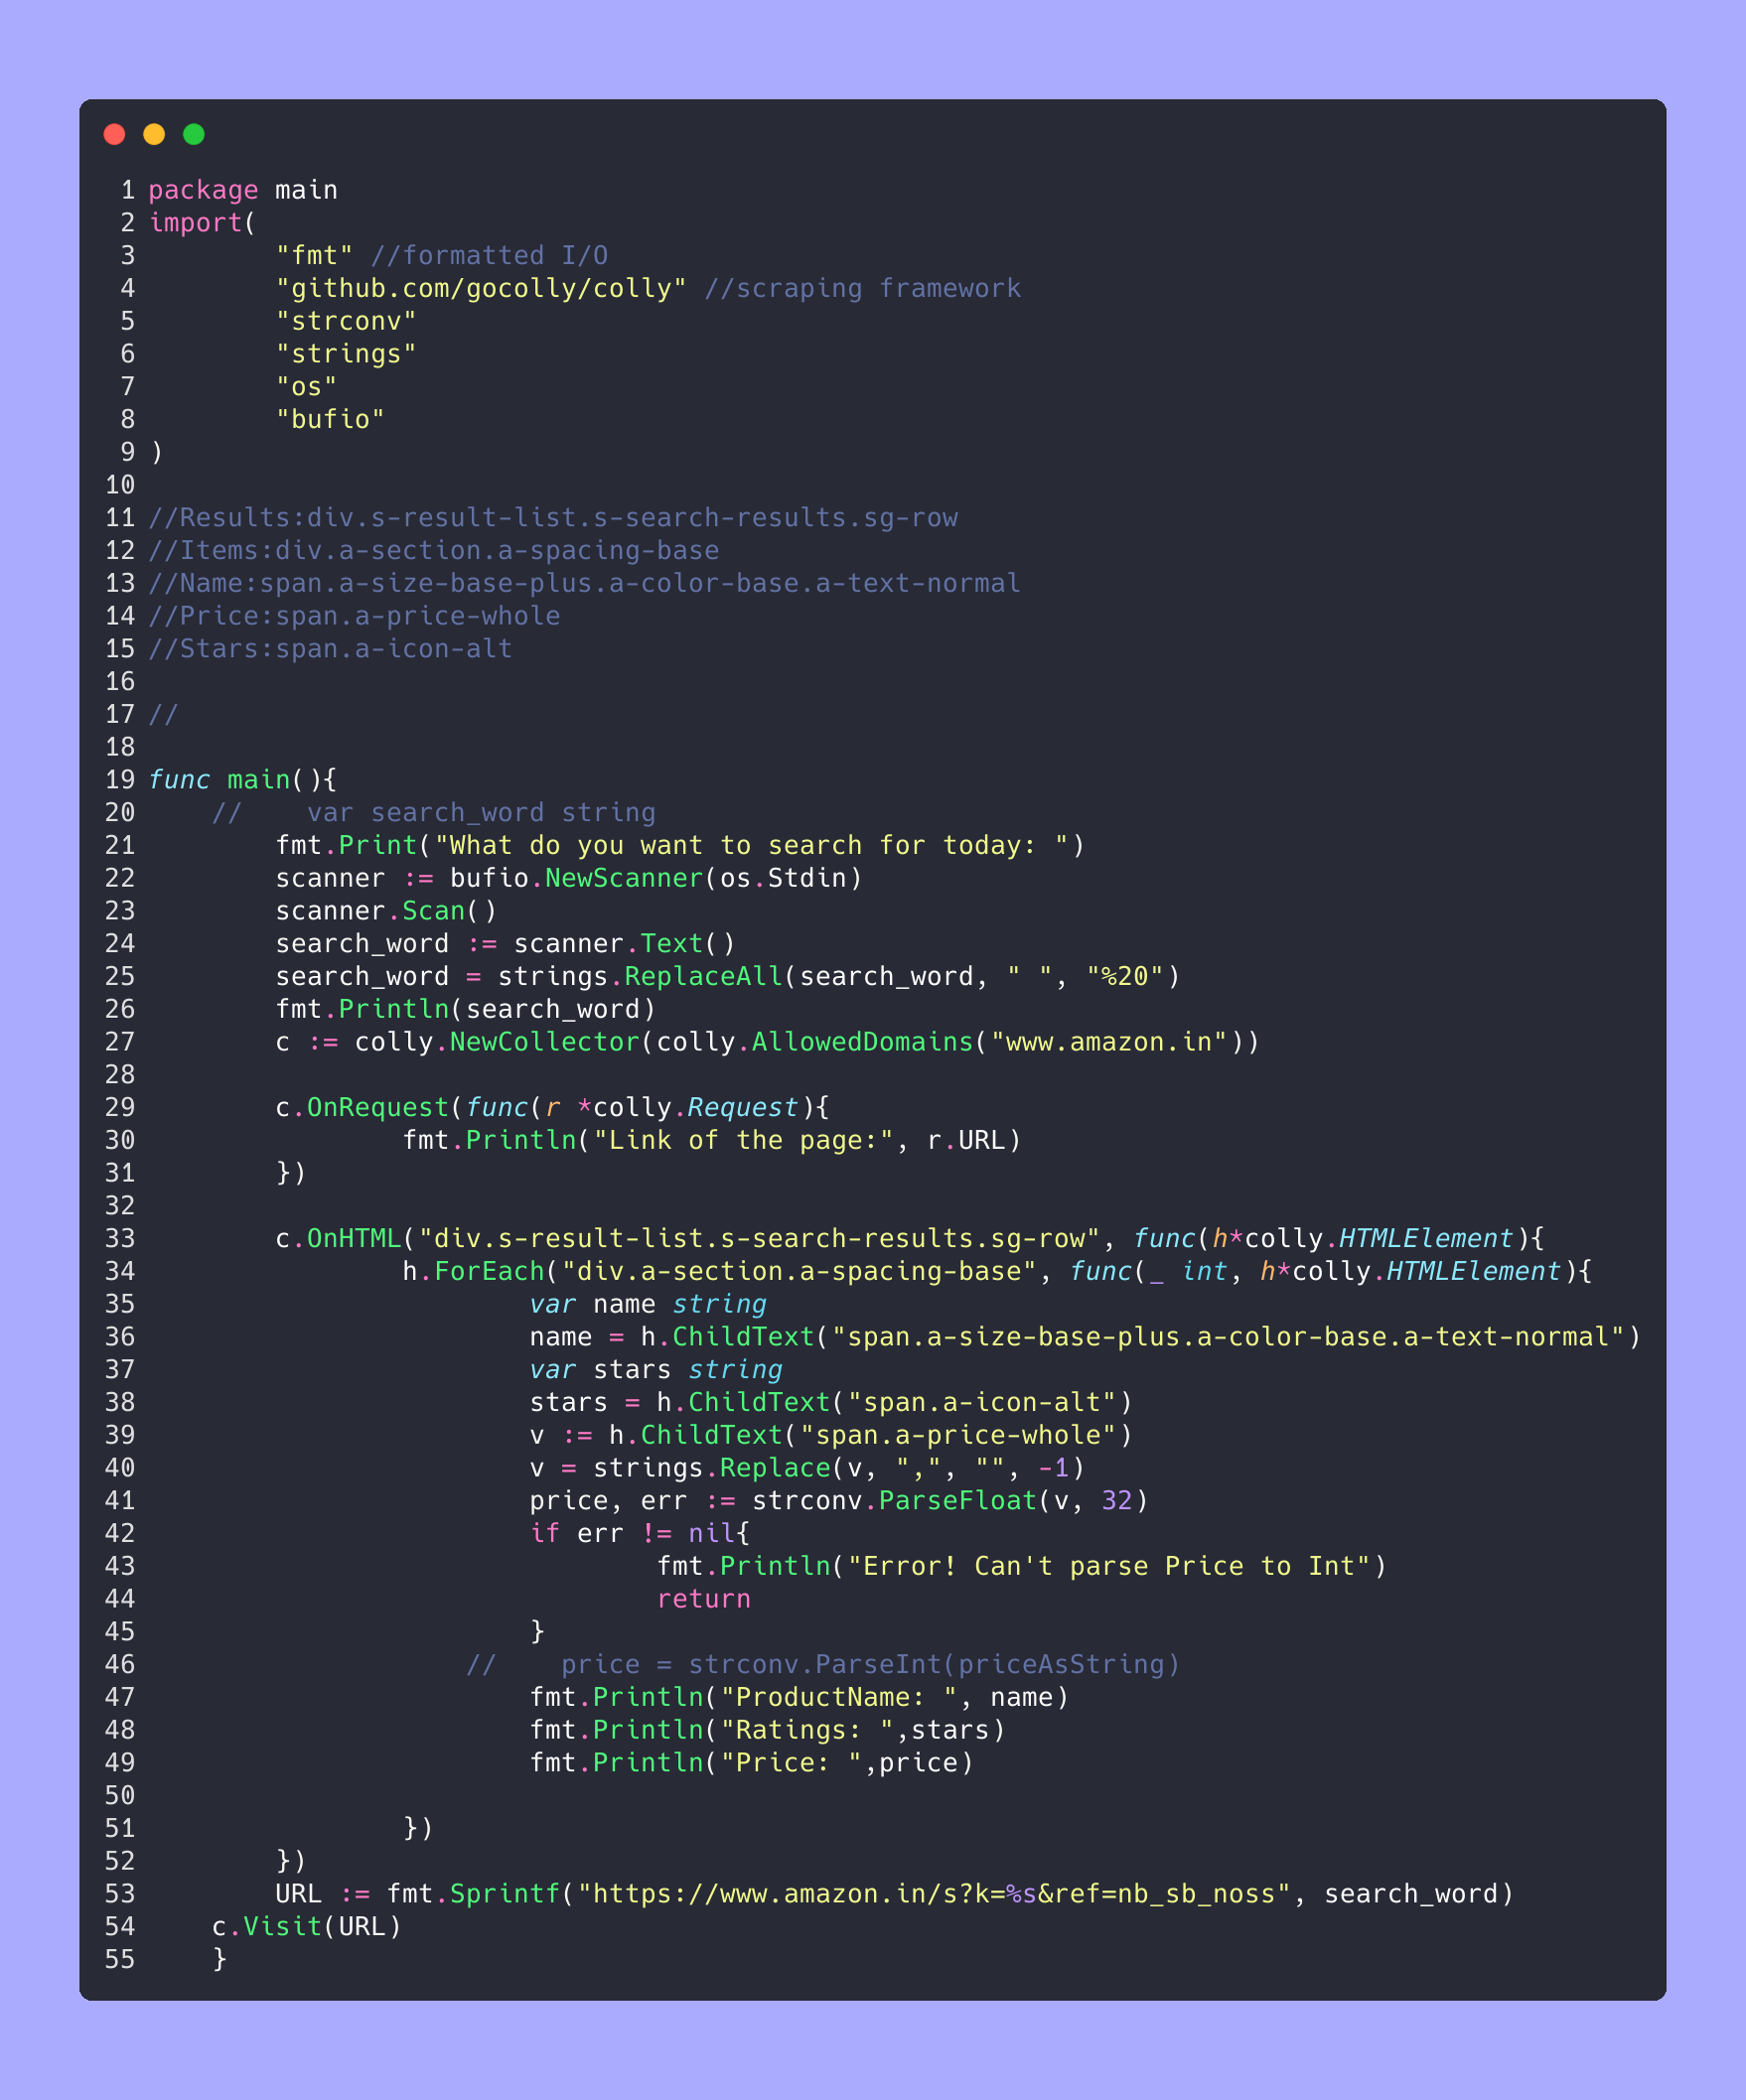 1 package main
2 import(
3         "fmt" //formatted I/O
4         "github.com/gocolly/colly" //scraping framework
5         "strconv"
6         "strings"
7         "os"
8         "bufio"
9 )
10
11 //Results:div.s-result-list.s-search-results.sg-row
12 //Items:div.a-section.a-spacing-base
13 //Name:span.a-size-base-plus.a-color-base.a-text-normal
14 //Price:span.a-price-whole
15 //Stars:span.a-icon-alt
16
17 //
18
19 func main(){
20     //    var search_word string
21         fmt.Print("What do you want to search for today: ")
22         scanner := bufio.NewScanner(os.Stdin)
23         scanner.Scan()
24         search_word := scanner.Text()
25         search_word = strings.ReplaceAll(search_word, " ", "%20")
26         fmt.Println(search_word)
27         c := colly.NewCollector(colly.AllowedDomains("www.amazon.in"))
28
29         c.OnRequest(func(r *colly.Request){
30                 fmt.Println("Link of the page:", r.URL)
31         })
32
33         c.OnHTML("div.s-result-list.s-search-results.sg-row", func(h*colly.HTMLElement){
34                 h.ForEach("div.a-section.a-spacing-base", func(_ int, h*colly.HTMLElement){
35                         var name string
36                         name = h.ChildText("span.a-size-base-plus.a-color-base.a-text-normal")
37                         var stars string
38                         stars = h.ChildText("span.a-icon-alt")
39                         v := h.ChildText("span.a-price-whole")
40                         v = strings.Replace(v, ",", "", -1)
41                         price, err := strconv.ParseFloat(v, 32)
42                         if err != nil{
43                                 fmt.Println("Error! Can't parse Price to Int")
44                                 return
45                         }
46                     //    price = strconv.ParseInt(priceAsString)
47                         fmt.Println("ProductName: ", name)
48                         fmt.Println("Ratings: ",stars)
49                         fmt.Println("Price: ",price)
50
51                 })
52         })
53         URL := fmt.Sprintf("https://www.amazon.in/s?k=%s&ref=nb_sb_noss", search_word)
54     c.Visit(URL)
55     }